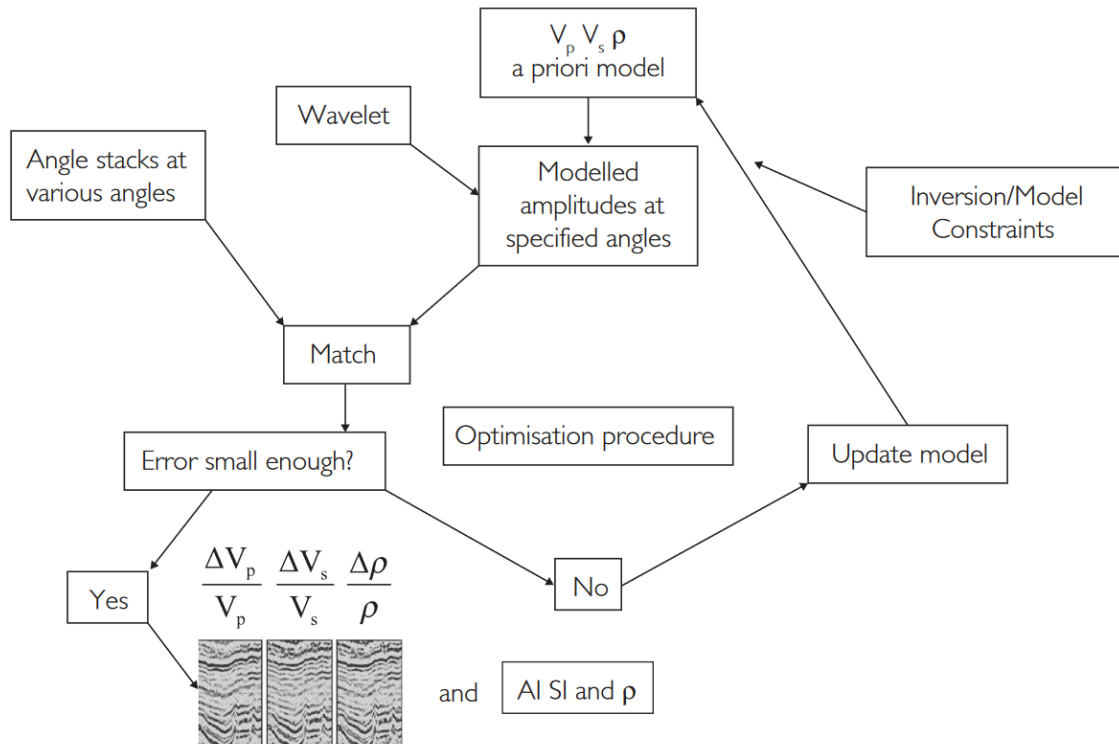 Vp Vs ρ
a priori model
Wavelet
Angle stacks at
various angles
Modelled
amplitudes at
specified angles
Inversion/Model
Constraints
Match
Optimisation procedure
Error small enough?
Update model
ΔVp ΔVs Δρ
Vp Vs ρ
Yes
No
and
AI SI and ρ